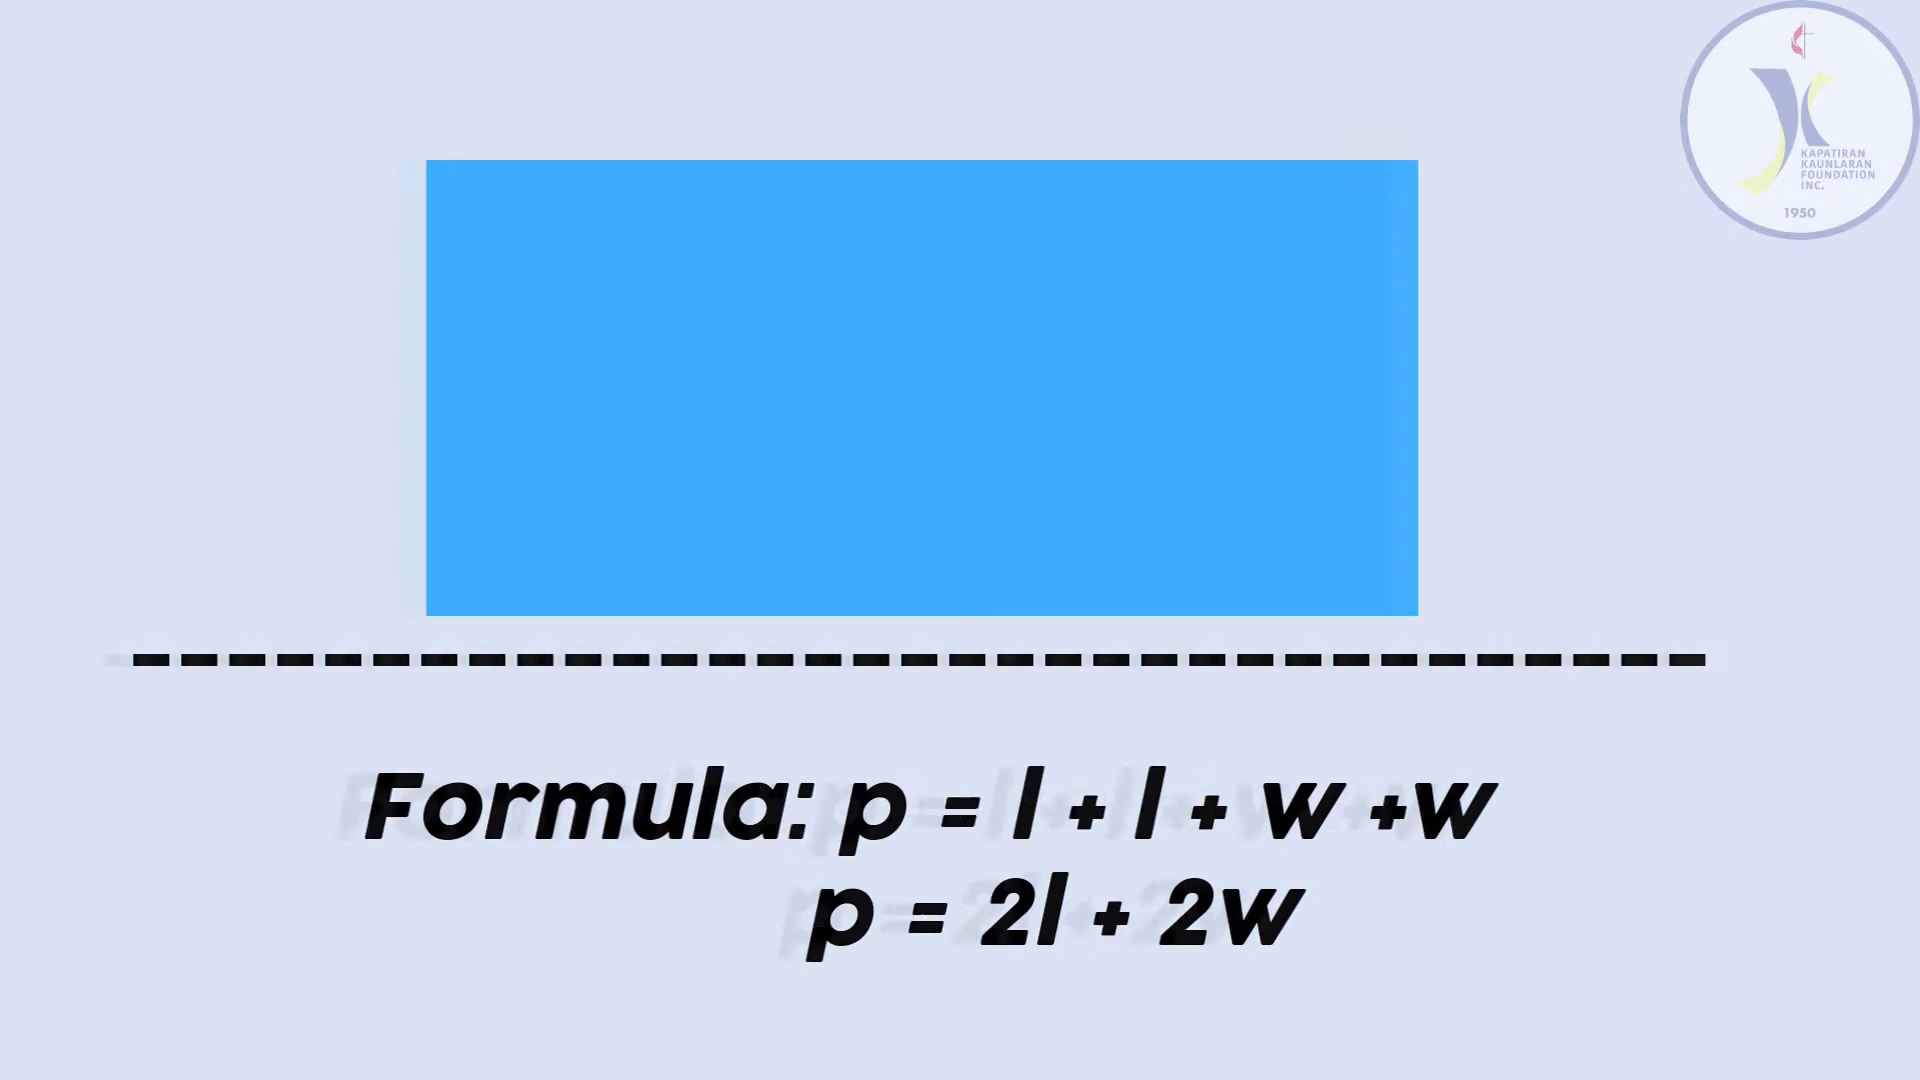 KAPATIRAN
KAUNLARAN
FOUNDATION
INC.
1950
Formula: p = l + l + w +w
p = 2l + 2w